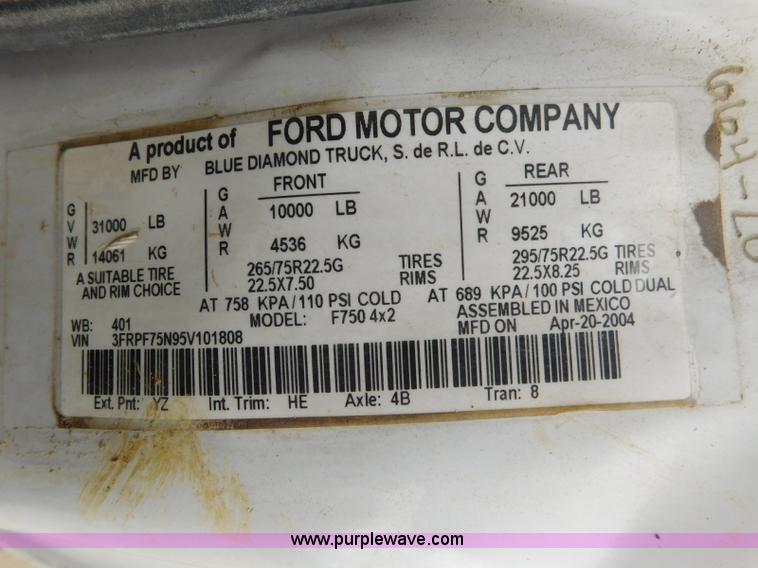 A product of FORD MOTOR COMPANY
MFD BY BLUE DIAMOND TRUCK, S. de R.L. de C.V.
GVWR 31000 LB
14061 KG
A SUITABLE TIRE
AND RIM CHOICE
GAWR FRONT
10000 LB
4536 KG
265/75R22.5G TIRES
22.5X7.50 RIMS
AT 758 KPA/110 PSI COLD
GAWR REAR
21000 LB
9525 KG
295/75R22.5G TIRES
22.5X8.25 RIMS
AT 689 KPA/100 PSI COLD DUAL
WB: 401
MODEL: F750 4x2
ASSEMBLED IN MEXICO
VIN 3FRPF75N95V101808
MFD ON Apr-20-2004
Ext. Pnt: YZ Int. Trim: HE Axle: 4B Tran: 8
www.purplewave.com